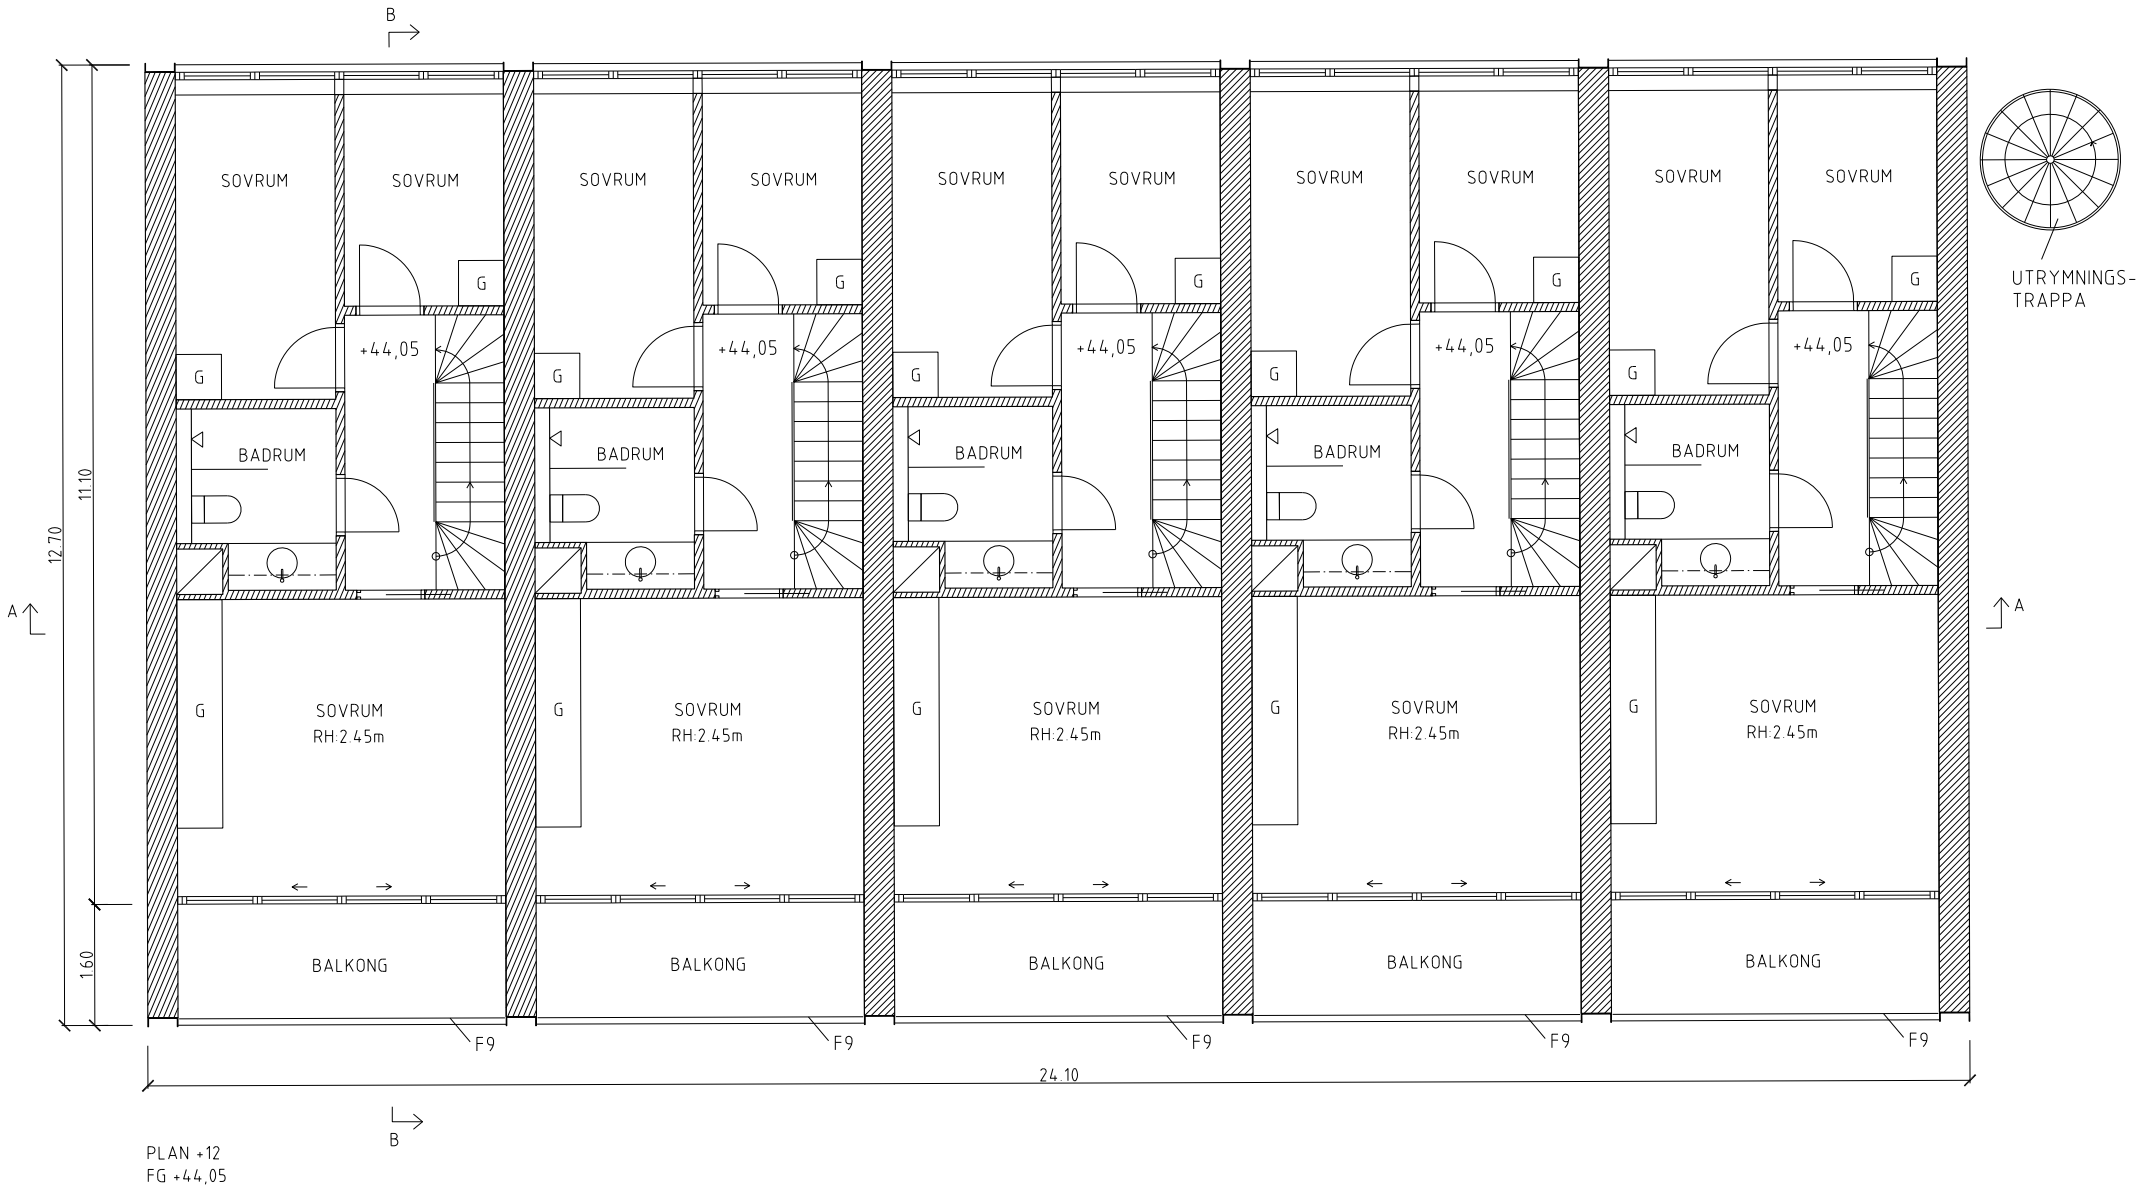 B
SOVRUM SOVRUM SOVRUM SOVRUM SOVRUM SOVRUM SOVRUM SOVRUM SOVRUM SOVRUM
G G G G G
UTRYMNINGS-
TRAPPA
+44,05 +44,05 +44,05 +44,05 +44,05
G G G G G
BADRUM BADRUM BADRUM BADRUM BADRUM
11.10
12.70
A A
G SOVRUM G SOVRUM G SOVRUM G SOVRUM G SOVRUM
RH:2.45m RH:2.45m RH:2.45m RH:2.45m RH:2.45m
1.60
BALKONG BALKONG BALKONG BALKONG BALKONG
F9 F9 F9 F9 F9
24.10
B
PLAN +12
FG +44,05